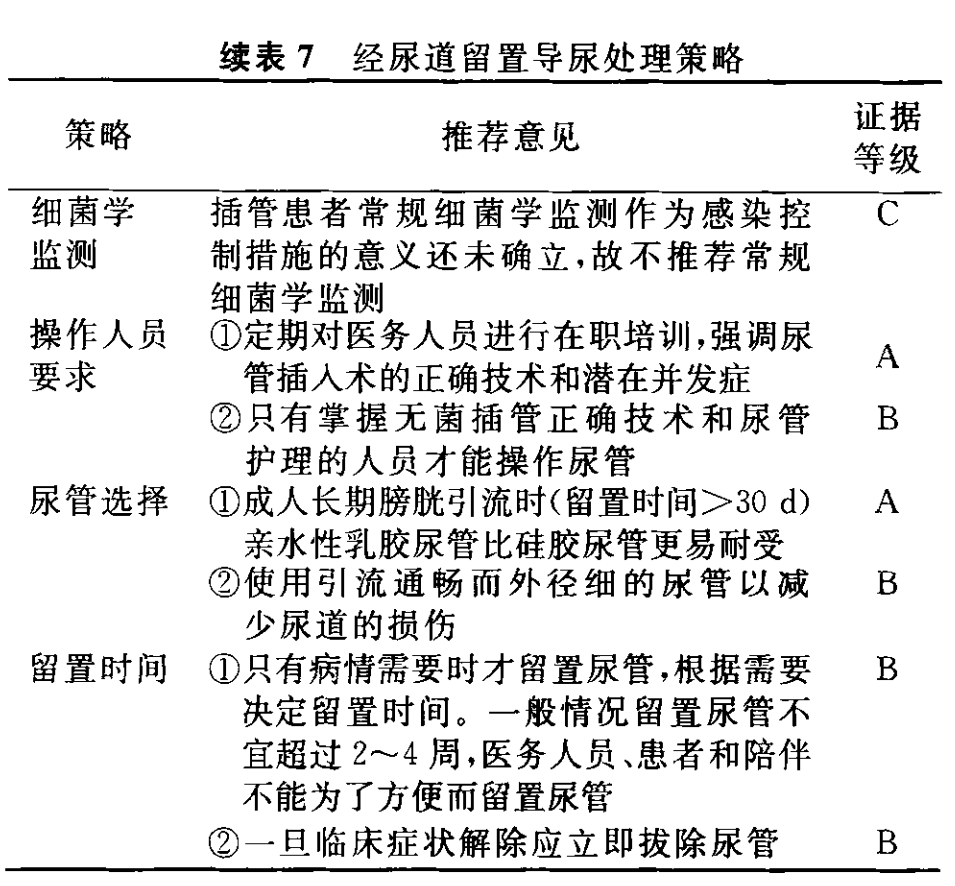 续表 7 经尿道留置导尿处理策略
策略 推荐意见 证据
等级
细菌学 插管患者常规细菌学监测作为感染控 C
监测 制措施的意义还未确立,故不推荐常规
细菌学监测
操作人员 ①定期对医务人员进行在职培训,强调尿
要求 管插入术的正确技术和潜在并发症 A
②只有掌握无菌插管正确技术和尿管 B
护理的人员才能操作尿管
尿管选择 ①成人长期膀胱引流时(留置时间>30 d) A
亲水性乳胶尿管比硅胶尿管更易耐受
②使用引流通畅而外径细的尿管以减 B
少尿道的损伤
留置时间 ①只有病情需要时才留置尿管,根据需要 B
决定留置时间。一般情况留置尿管不
宜超过 2~4 周,医务人员、患者和陪伴
不能为了方便而留置尿管
②一旦临床症状解除应立即拔除尿管 B